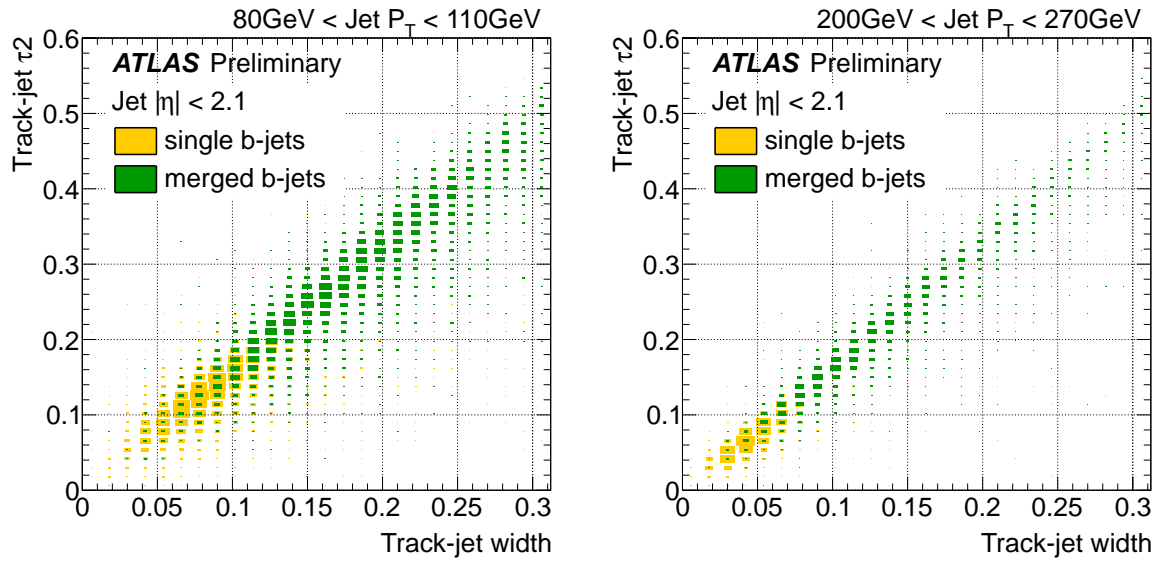 80GeV < Jet P_T < 110GeV
Track-jet τ2
0.6
0.5
0.4
0.3
0.2
0.1
0
ATLAS Preliminary
Jet |η| < 2.1
single b-jets
merged b-jets
0 0.05 0.1 0.15 0.2 0.25 0.3
Track-jet width
200GeV < Jet P_T < 270GeV
Track-jet τ2
0.6
0.5
0.4
0.3
0.2
0.1
0
ATLAS Preliminary
Jet |η| < 2.1
single b-jets
merged b-jets
0 0.05 0.1 0.15 0.2 0.25 0.3
Track-jet width